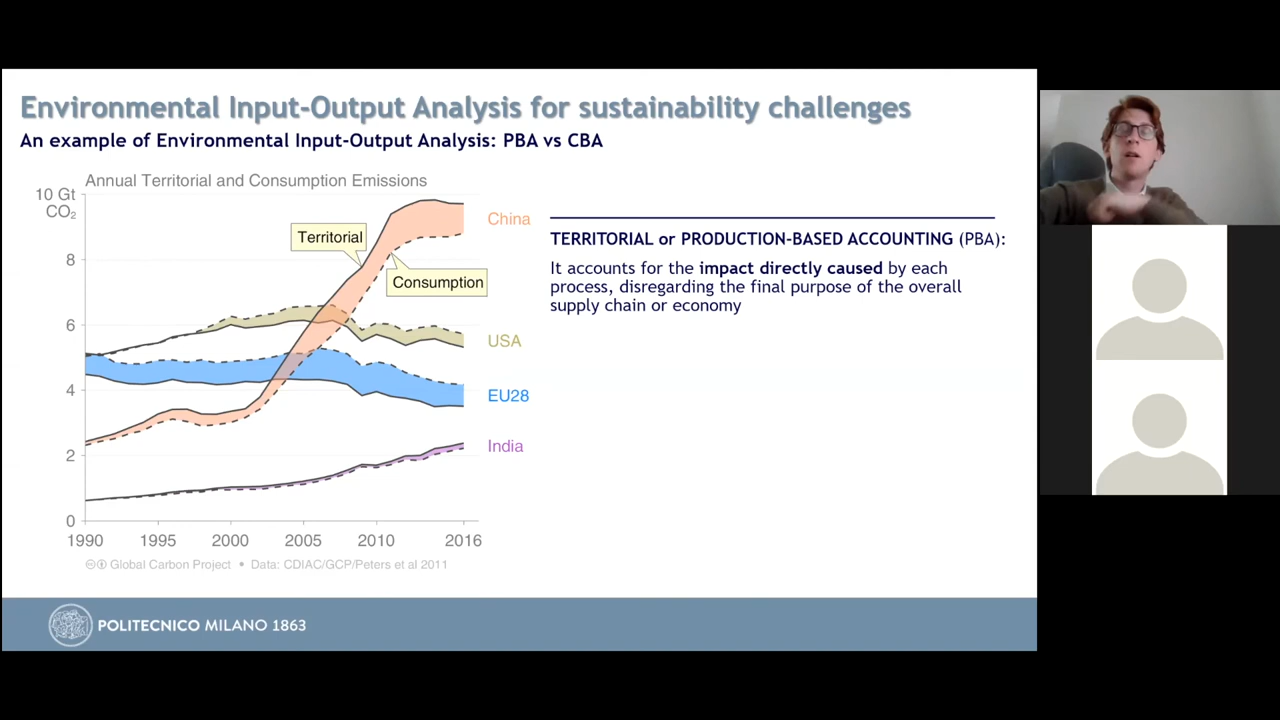 Environmental Input-Output Analysis for sustainability challenges
An example of Environmental Input-Output Analysis: PBA vs CBA
Annual Territorial and Consumption Emissions
10 Gt
CO₂
8
6
4
2
0
1990 1995 2000 2005 2010 2016
Territorial
Consumption
China
USA
EU28
India
Global Carbon Project • Data: CDIAC/GCP/Peters et al 2011
TERRITORIAL or PRODUCTION-BASED ACCOUNTING (PBA):
It accounts for the impact directly caused by each
process, disregarding the final purpose of the overall
supply chain or economy
POLITECNICO MILANO 1863